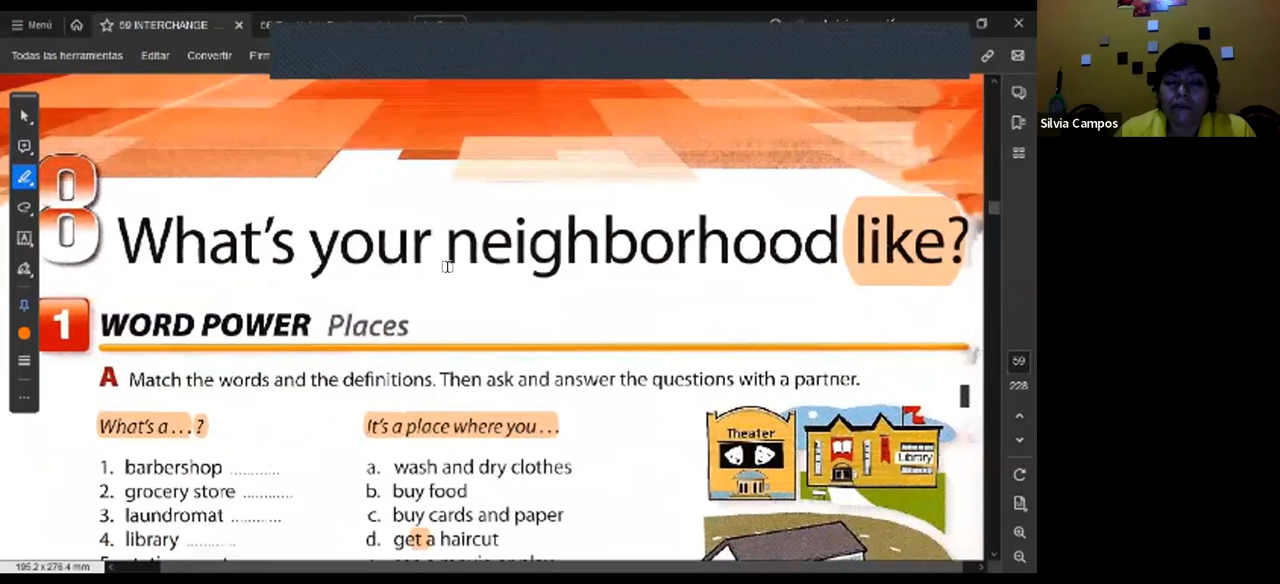 Menú
59 INTERCHANGE ...
Todas las herramientas Editar Convertir Firm
Silvia Campos
8 What's your neighborhood like?
1 WORD POWER Places
A Match the words and the definitions. Then ask and answer the questions with a partner.
What's a . . . ? It's a place where you . . .
1. barbershop ............ a. wash and dry clothes
2. grocery store ............ b. buy food
3. laundromat ............ c. buy cards and paper
4. library ............ d. get a haircut
Theater
Library
59
228
195.2 x 276.4 mm